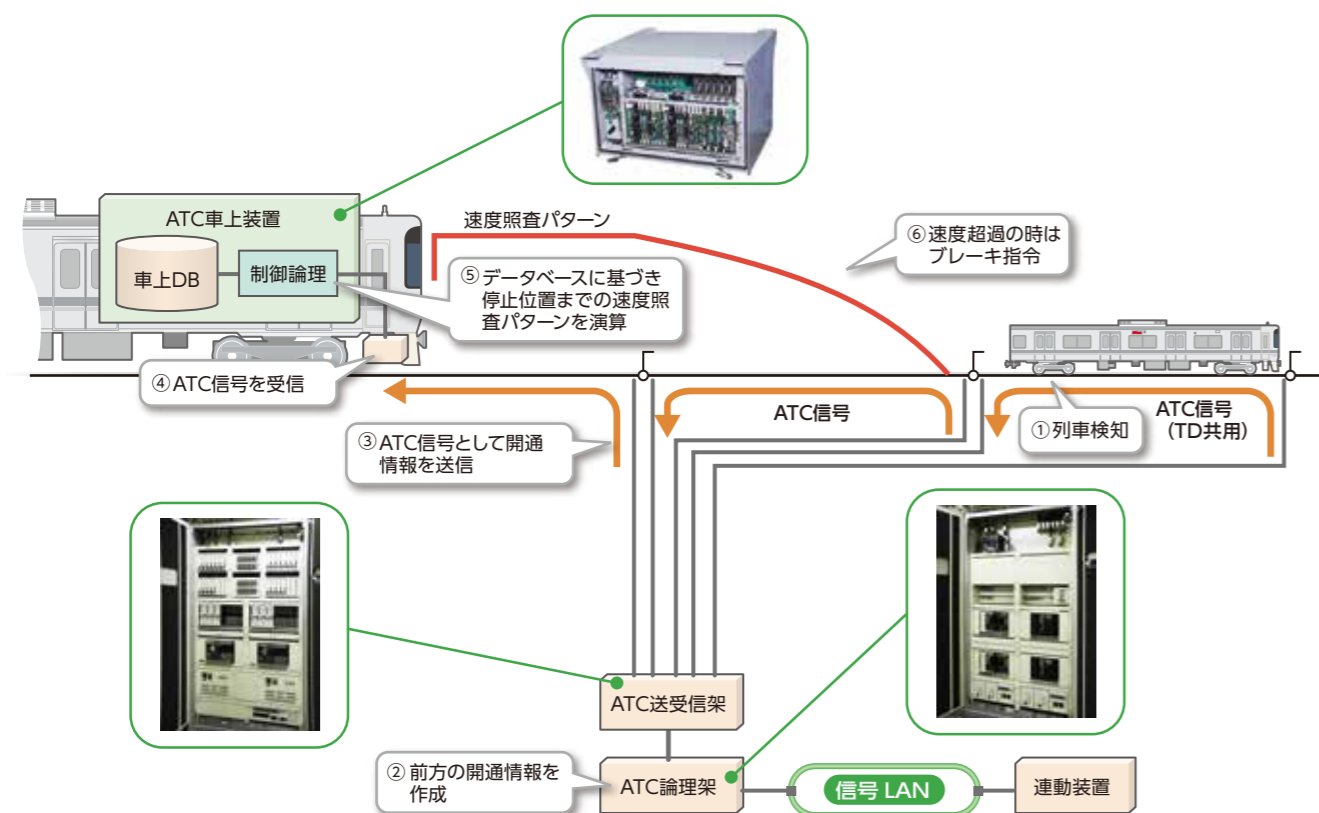 ATC車上装置
車上DB
制御論理
速度照査パターン
⑥速度超過の時は
ブレーキ指令
⑤データベースに基づき
停止位置までの速度照
査パターンを演算
④ATC信号を受信
③ATC信号として開通
情報を送信
ATC信号
①列車検知
ATC信号
（TD共用）
ATC送受信架
②前方の開通情報を
作成
ATC論理架
信号 LAN
連動装置